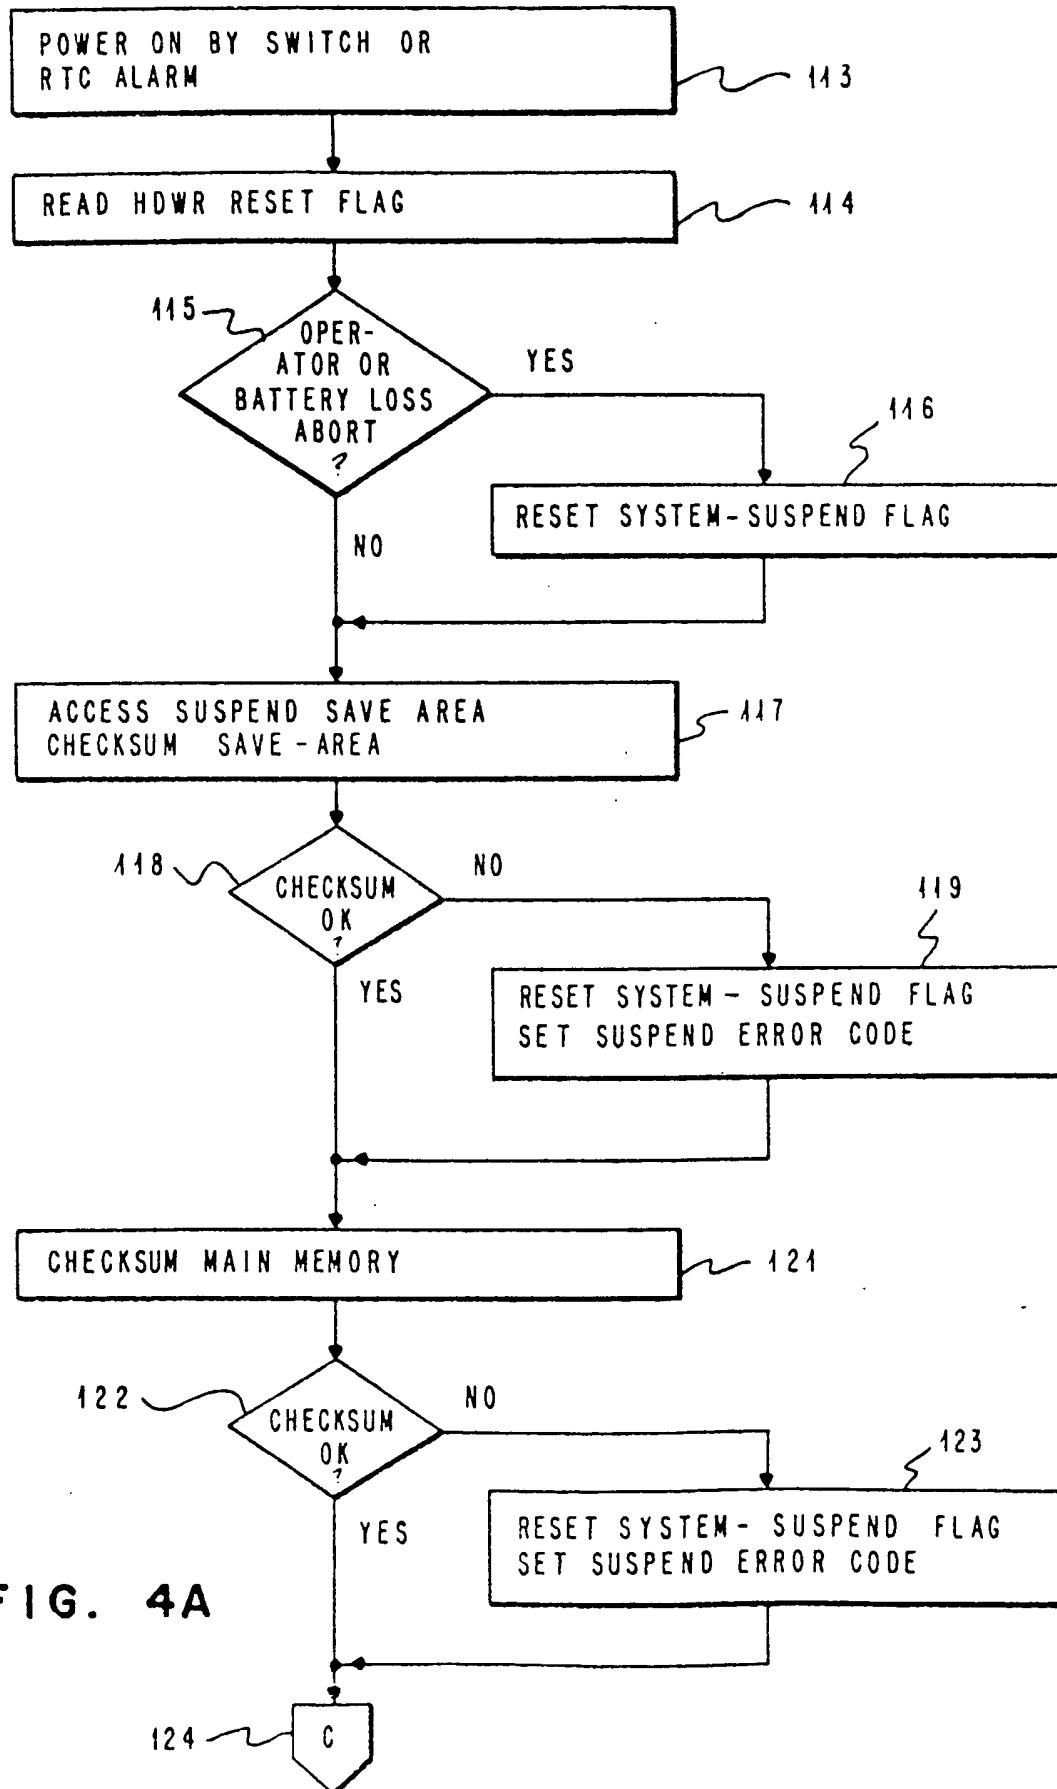 POWER ON BY SWITCH OR
RTC ALARM
113
READ HDWR RESET FLAG
114
115
OPER-
ATOR OR
BATTERY LOSS
ABORT
?
YES
NO
116
RESET SYSTEM-SUSPEND FLAG
ACCESS SUSPEND SAVE AREA
CHECKSUM SAVE-AREA
117
118
CHECKSUM
OK
?
NO
YES
119
RESET SYSTEM- SUSPEND FLAG
SET SUSPEND ERROR CODE
CHECKSUM MAIN MEMORY
121
122
CHECKSUM
OK
?
NO
YES
123
RESET SYSTEM- SUSPEND FLAG
SET SUSPEND ERROR CODE
FIG. 4A
124
C